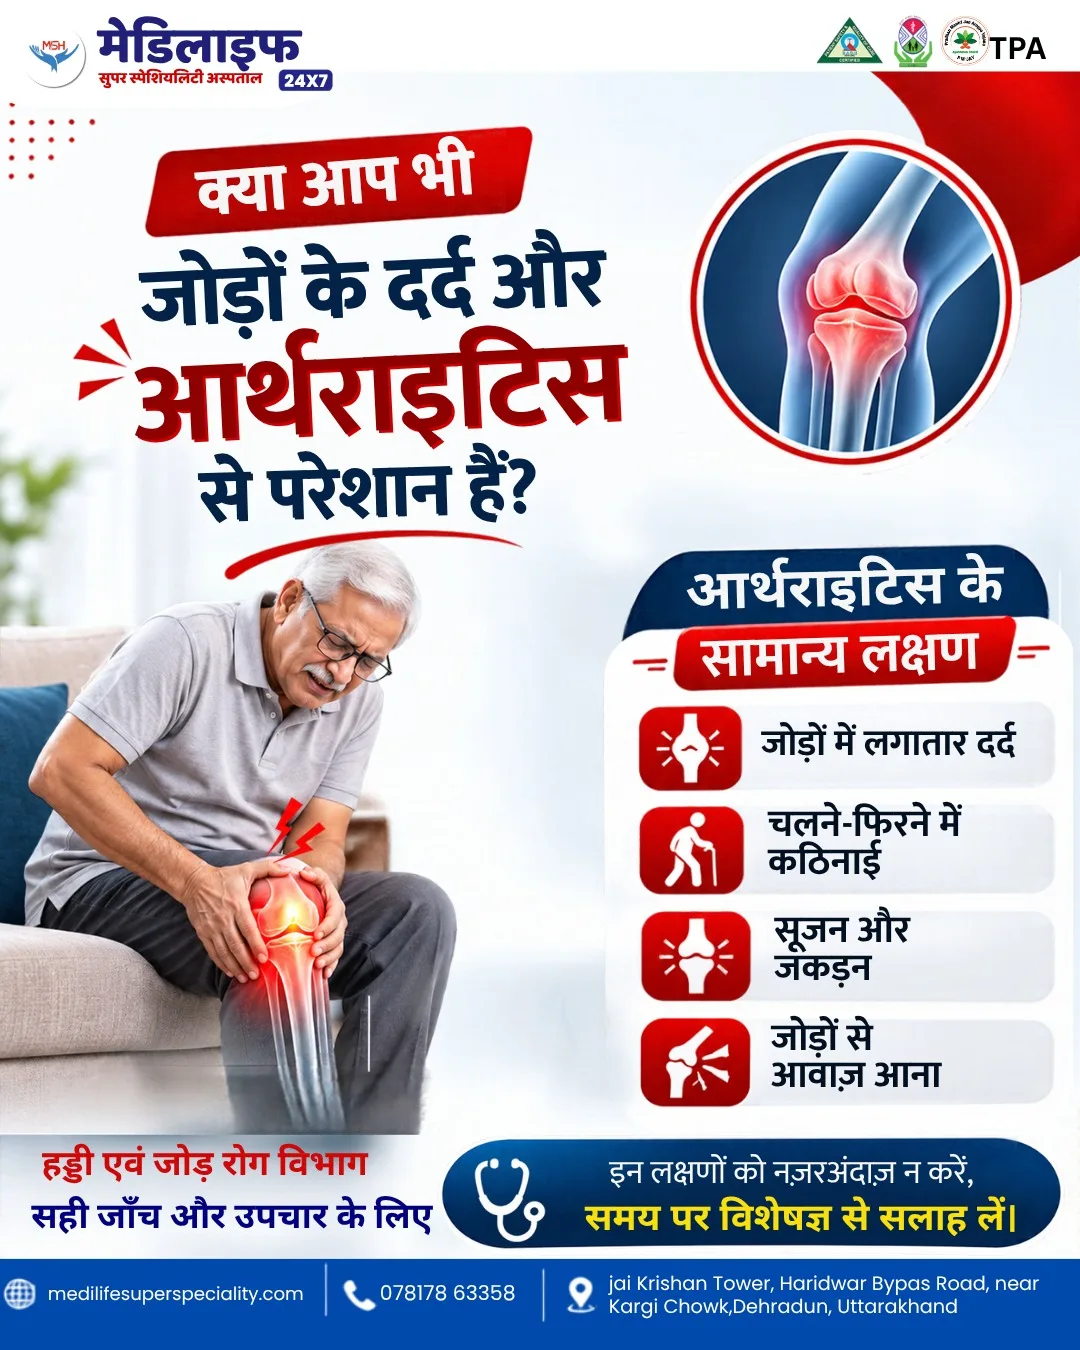 MSH
मेडिलाइफ
सुपर स्पेशियलिटी अस्पताल
24X7
TPA
क्या आप भी
जोड़ों के दर्द और
आर्थराइटिस
से परेशान हैं?
आर्थराइटिस के
सामान्य लक्षण
जोड़ों में लगातार दर्द
चलने-फिरने में
कठिनाई
सूजन और
जकड़न
जोड़ों से
आवाज़ आना
हड्डी एवं जोड़ रोग विभाग
सही जाँच और उपचार के लिए
इन लक्षणों को नज़रअंदाज़ न करें,
समय पर विशेषज्ञ से सलाह लें।
medilifesuperspeciality.com
078178 63358
jai Krishan Tower, Haridwar Bypas Road, near
Kargi Chowk,Dehradun, Uttarakhand